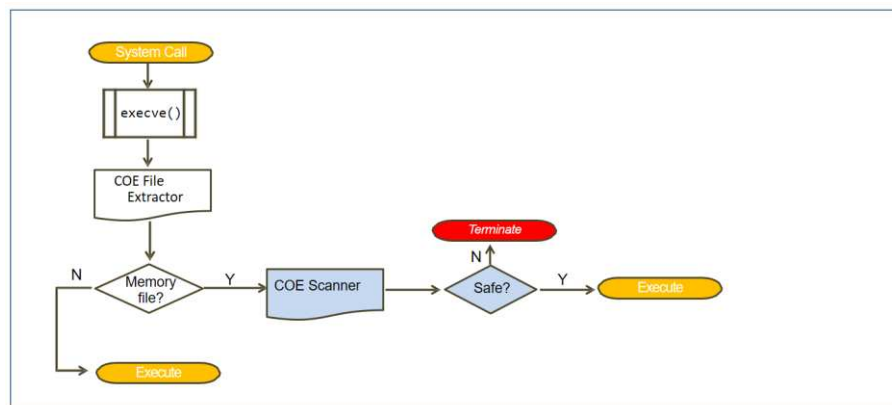 System Call
execve()
COE File
Extractor
N
Memory
file?
Y
COE Scanner
Terminate
N
Safe?
Y
Execute
Execute